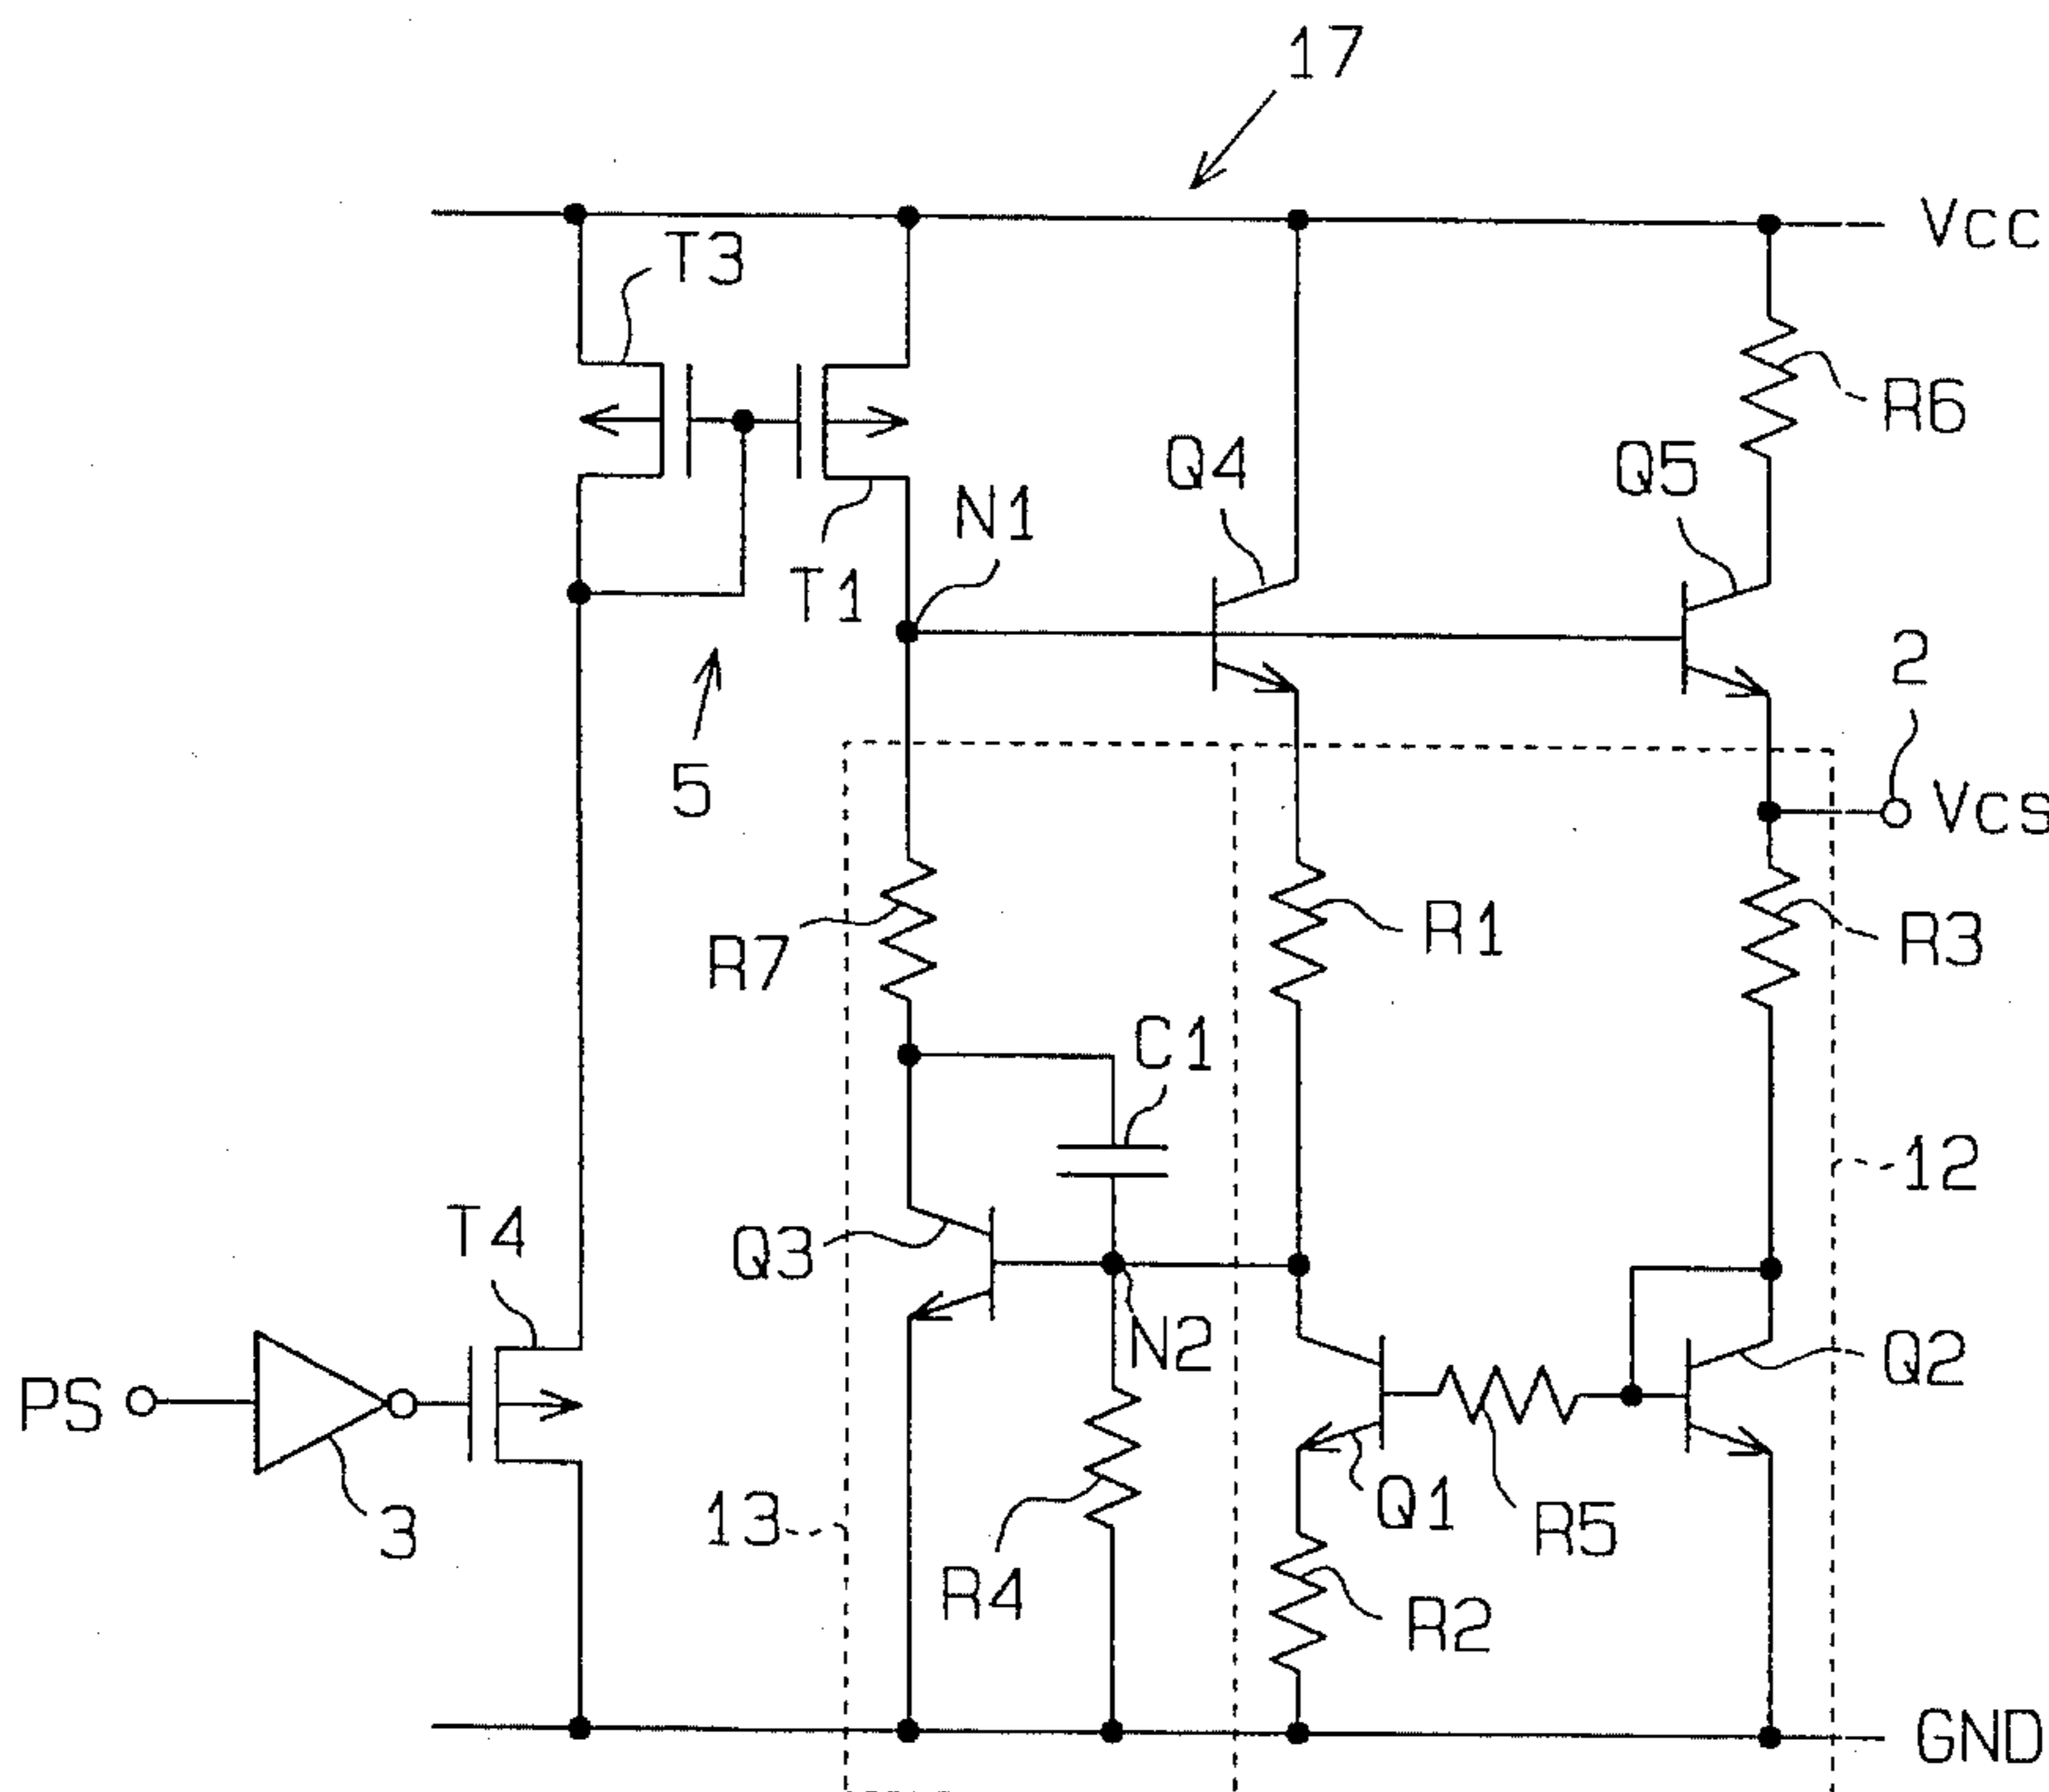 17
Vcc
T3
R6
Q4
Q5
N1
T1
2
5
Vcs
R7
R1
R3
C1
12
T4
Q3
N2
Q2
PS
3
13
Q1
R5
R4
R2
GND